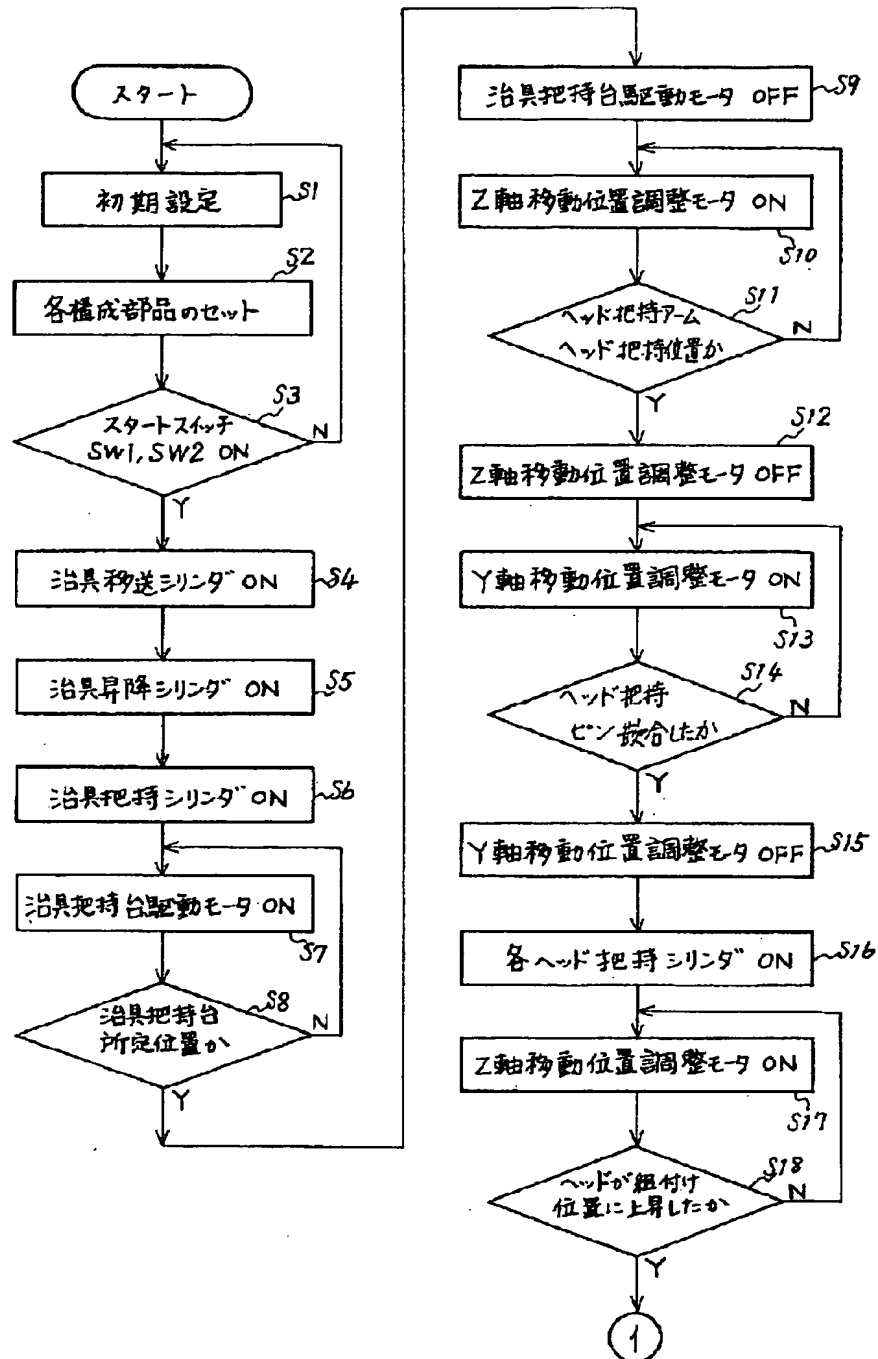 スタート
初期設定
S1
S2
各構成部品のセット
S3
スタートスイッチ
SW1, SW2 ON
N
Y
治具移送シリンダ ON
S4
治具昇降シリンダ ON
S5
治具把持シリンダ ON
S6
治具把持台駆動モータ ON
S7
S8
治具把持台
所定位置か
N
Y
治具把持台駆動モータ OFF
S9
Z軸移動位置調整モータ ON
S10
S11
ヘッド把持アーム
ヘッド把持位置か
N
Y
S12
Z軸移動位置調整モータ OFF
Y軸移動位置調整モータ ON
S13
S14
ヘッド把持
ピン嵌合したか
N
Y
Y軸移動位置調整モータ OFF
S15
各ヘッド把持シリンダ ON
S16
Z軸移動位置調整モータ ON
S17
S18
ヘッドが組付け
位置に上昇したか
N
Y
1